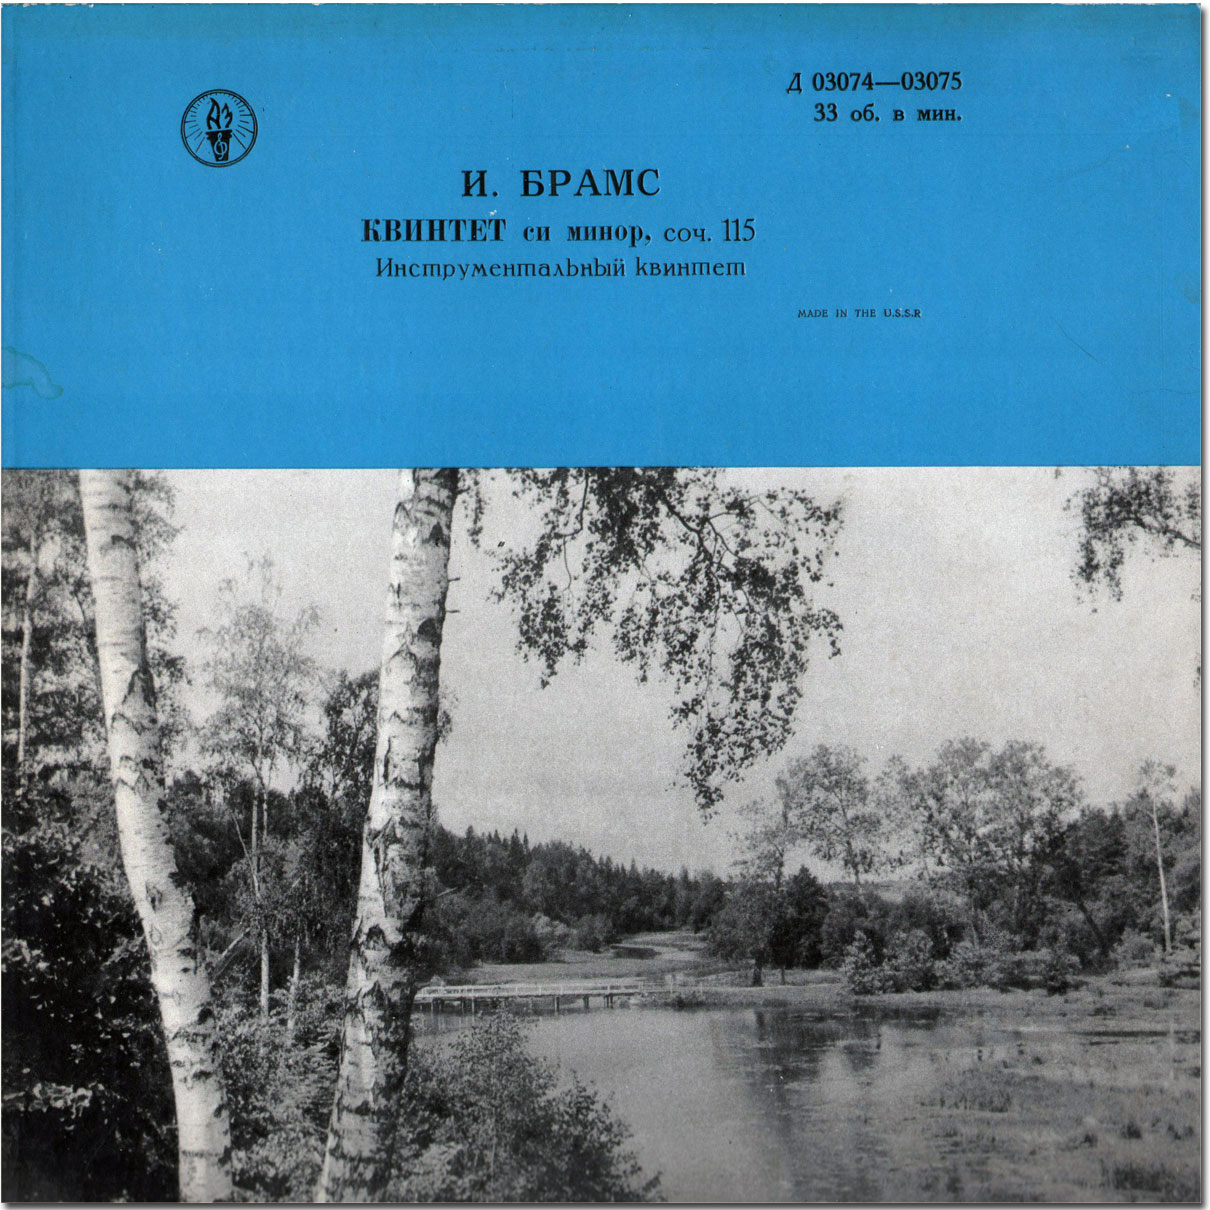 Д 03074—03075
33 об. в мин.
И. БРАМС
КВИНТЕТ си минор, соч. 115
Инструментальный квинтет
MADE IN THE U.S.S.R